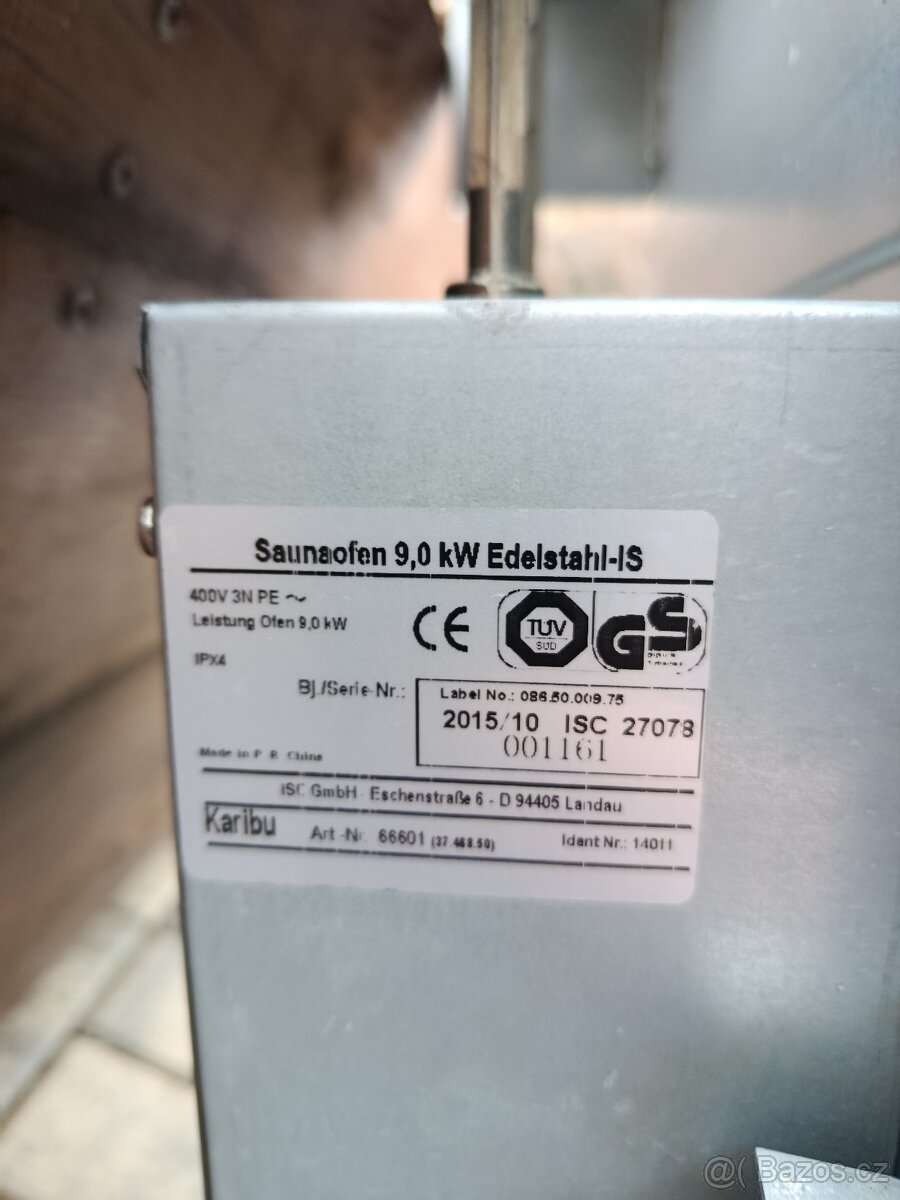 Saunaofen 9,0 kW Edelstahl-IS
400V 3N PE ~
Leistung Ofen 9,0 kW
IPX4
CE
TÜV
SÜD
GS
Bj./Serie-Nr.:
Label No.: 086.50.009.75
2015/10 ISC 27078
001161
Made in P. R. China
iSC GmbH - Eschenstraße 6 - D 94405 Landau
Karibu Art.-Nr. 66601 (37.468.50) Ident Nr.: 14011
@( Bazos.cz